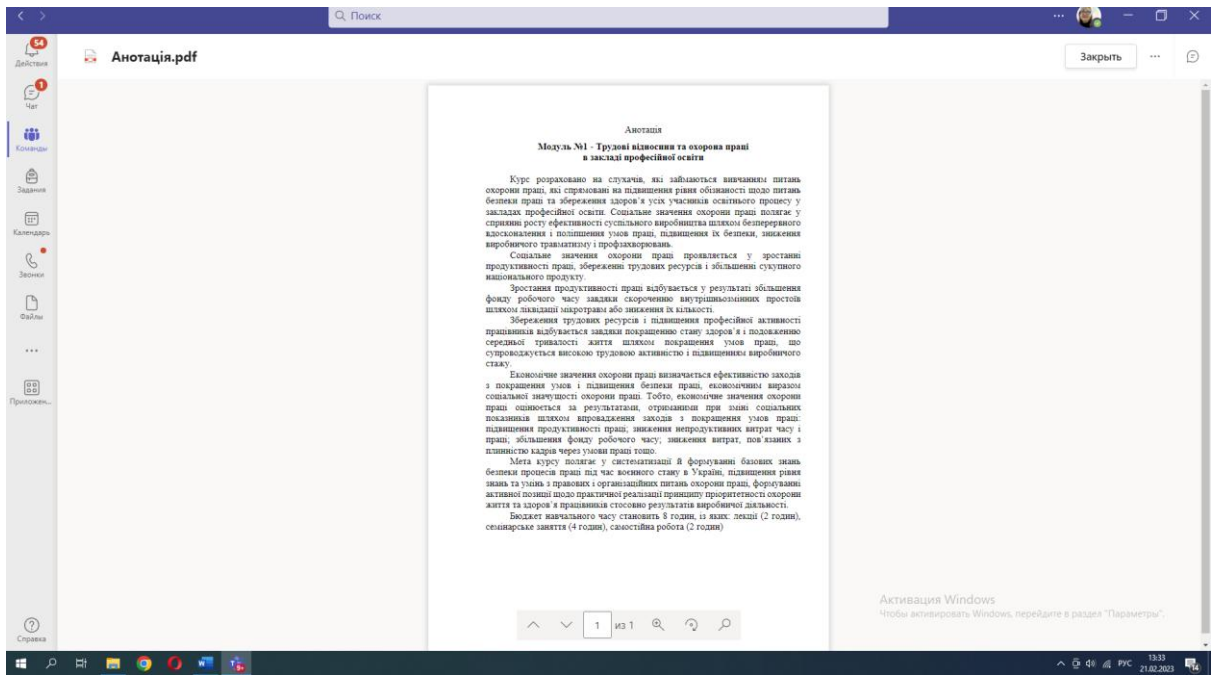 Поиск
54
Действия
Анотація.pdf
Закрыть
1
Чат
Команды
Задания
Календарь
Звонки
Файлы
Приложен...
Справка
Анотація
Модуль №1 - Трудові відносини та охорона праці
в закладі професійної освіти
Курс розраховано на слухачів, які займаються вивчанням питань
охорони праці, які спрямовані на підвищення рівня обізнаності щодо питань
безпеки праці та збереження здоров’я усіх учасників освітнього процесу у
закладах професійної освіти. Соціальне значення охорони праці полягає у
сприянні росту ефективності суспільного виробництва шляхом безперервного
вдосконалення і поліпшення умов праці, підвищення їх безпеки, зниження
виробничого травматизму і профзахворювань.
Соціальне значення охорони праці проявляється у зростанні
продуктивності праці, збереженні трудових ресурсів і збільшенні сукупного
національного продукту.
Зростання продуктивності праці відбувається у результаті збільшення
фонду робочого часу завдяки скороченню внутрішньозмінних простоїв
шляхом ліквідації мікротравм або зниження їх кількості.
Збереження трудових ресурсів і підвищення професійної активності
працівників відбувається завдяки покращенню стану здоров’я і подовженню
середньої тривалості життя шляхом покращення умов праці, що
супроводжується високою трудовою активністю і підвищенням виробничого
стажу.
Економічне значення охорони праці визначається ефективністю заходів
з покращення умов і підвищення безпеки праці, економічним виразом
соціальної значущості охорони праці. Тобто, економічне значення охорони
праці оцінюється за результатами, отриманими при зміні соціальних
показників шляхом впровадження заходів з покращення умов праці:
підвищення продуктивності праці; зниження непродуктивних витрат часу і
праці; збільшення фонду робочого часу; зниження витрат, пов’язаних з
плинністю кадрів через умови праці тощо.
Мета курсу полягає у систематизації й формуванні базових знань
безпеки процесів праці під час воєнного стану в Україні, підвищення рівня
знань та умінь з правових і організаційних питань охорони праці, формуванні
активної позиції щодо практичної реалізації принципу пріоритетності охорони
життя та здоров’я працівників стосовно результатів виробничої діяльності.
Бюджет навчального часу становить 8 годин, із яких: лекції (2 годин),
семінарське заняття (4 годин), самостійна робота (2 годин)
1 из 1
Активация Windows
Чтобы активировать Windows, перейдите в раздел "Параметры".
РУС
13:33
21.02.2023